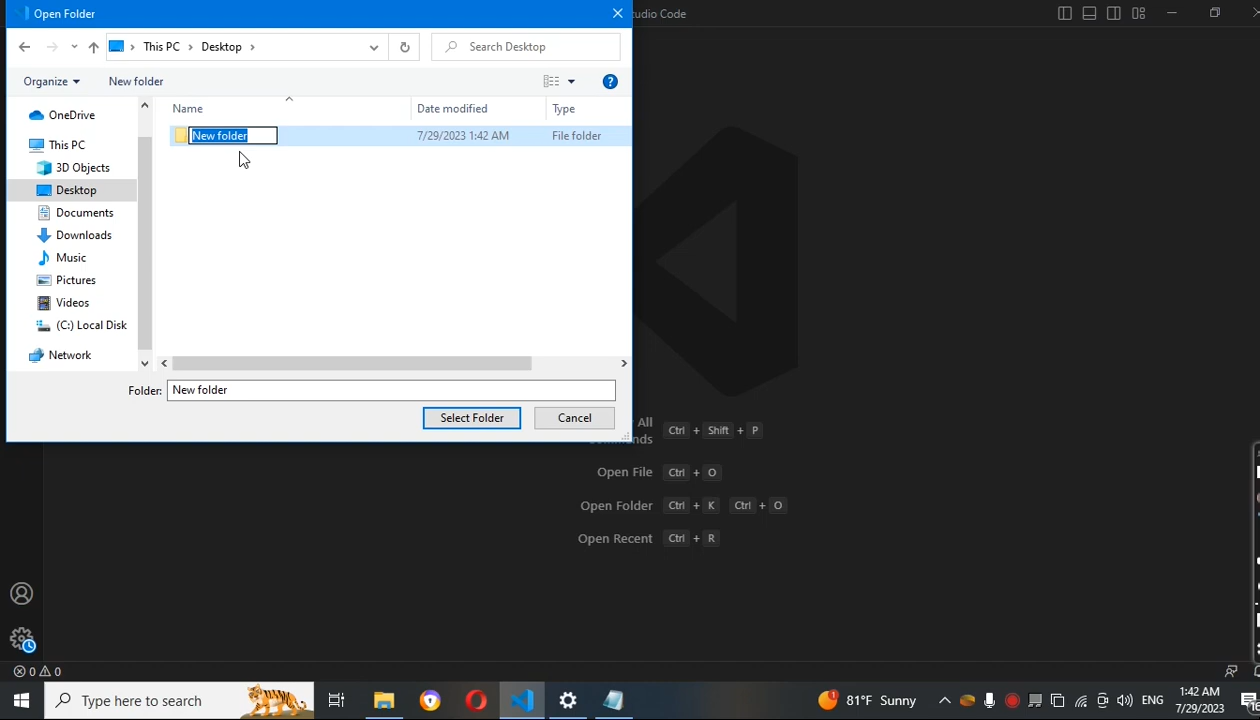 Open Folder
udio Code
This PC
Desktop
Search Desktop
Organize
New folder
Name
Date modified
Type
OneDrive
New folder
7/29/2023 1:42 AM
File folder
This PC
3D Objects
Desktop
Documents
Downloads
Music
Pictures
Videos
(C:) Local Disk
Network
Folder:
New folder
Select Folder
Cancel
All
Ctrl + Shift + P
Open File Ctrl + O
Open Folder Ctrl + K Ctrl + O
Open Recent Ctrl + R
0 0
Type here to search
1
81°F Sunny
ENG
1:42 AM
7/29/2023